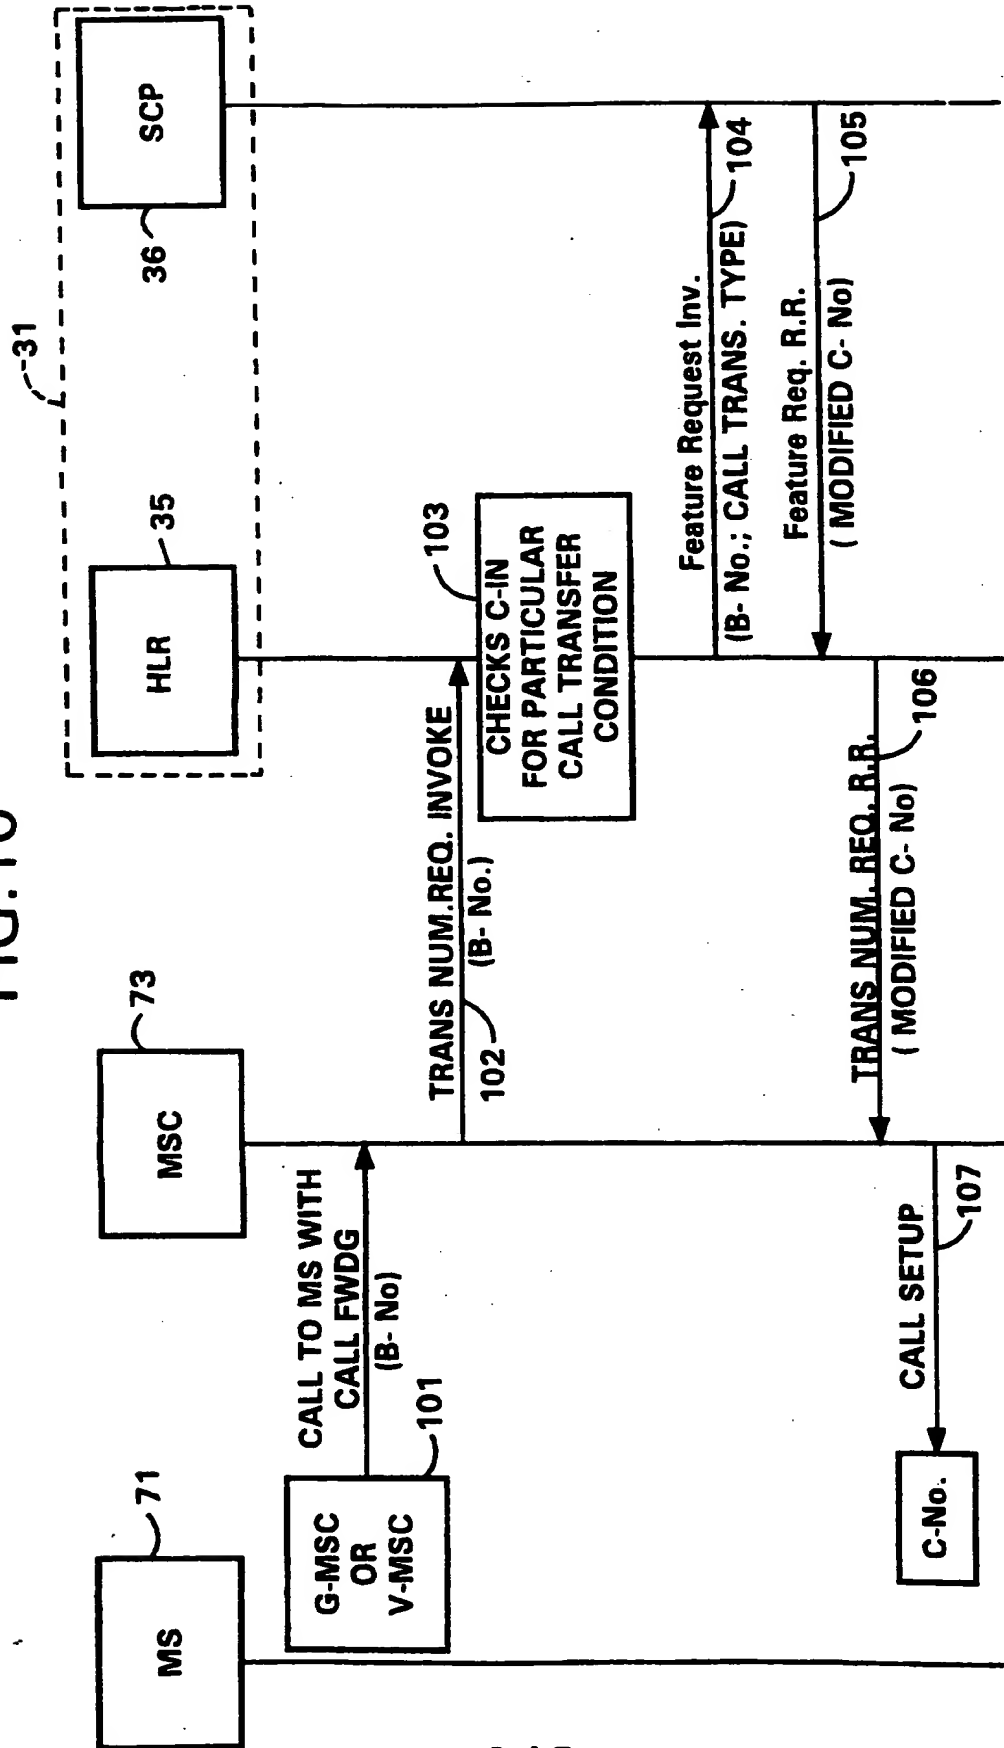 FIG.10
31
MS
71
MSC
73
HLR
35
SCP
36
G-MSC
OR
V-MSC
101
CALL TO MS WITH
CALL FWDG
(B- No)
TRANS NUM.REQ. INVOKE
(B- No.)
102
CHECKS C-IN
FOR PARTICULAR
CALL TRANSFER
CONDITION
103
Feature Request Inv.
(B- No.; CALL TRANS. TYPE)
104
Feature Req. R.R.
( MODIFIED C- No)
105
TRANS NUM. REQ. R.R.
( MODIFIED C- No)
106
CALL SETUP
107
C-No.